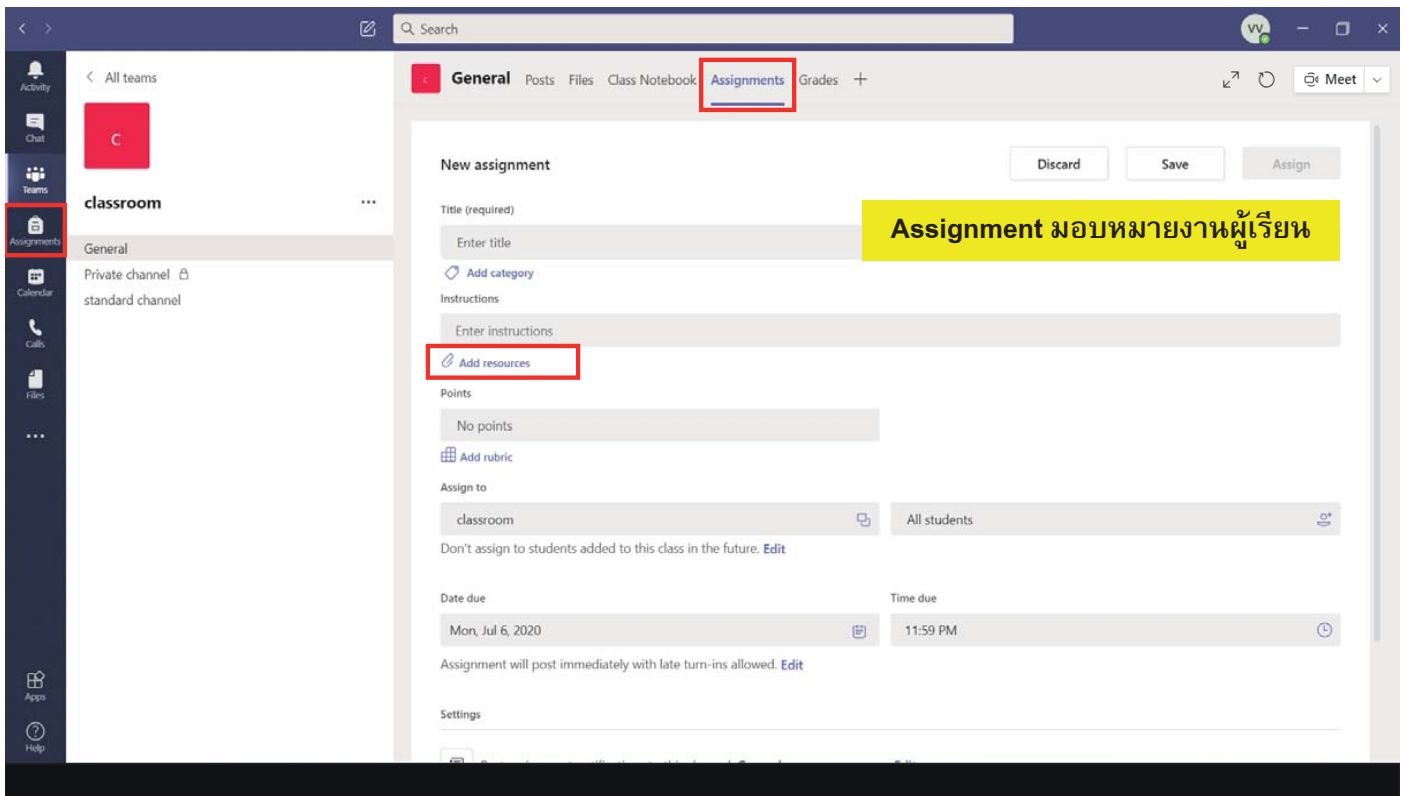 Search
VV
Activity
Chat
Teams
Assignments
Calendar
Calls
Files
Apps
Help
All teams
C
classroom
General
Private channel
standard channel
General Posts Files Class Notebook Assignments Grades
Meet
New assignment
Discard Save Assign
Title (required)
Enter title
Assignment มอบหมายงานผู้เรียน
Add category
Instructions
Enter instructions
Add resources
Points
No points
Add rubric
Assign to
classroom All students
Don't assign to students added to this class in the future. Edit
Date due Time due
Mon, Jul 6, 2020 11:59 PM
Assignment will post immediately with late turn-ins allowed. Edit
Settings